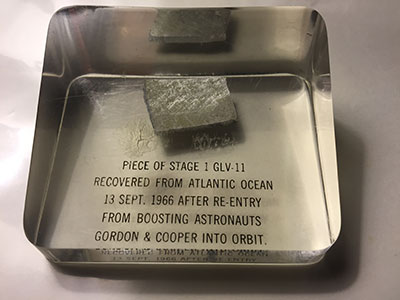 PIECE OF STAGE 1 GLV-11
RECOVERED FROM ATLANTIC OCEAN
13 SEPT. 1966 AFTER RE-ENTRY
FROM BOOSTING ASTRONAUTS
GORDON & COOPER INTO ORBIT.